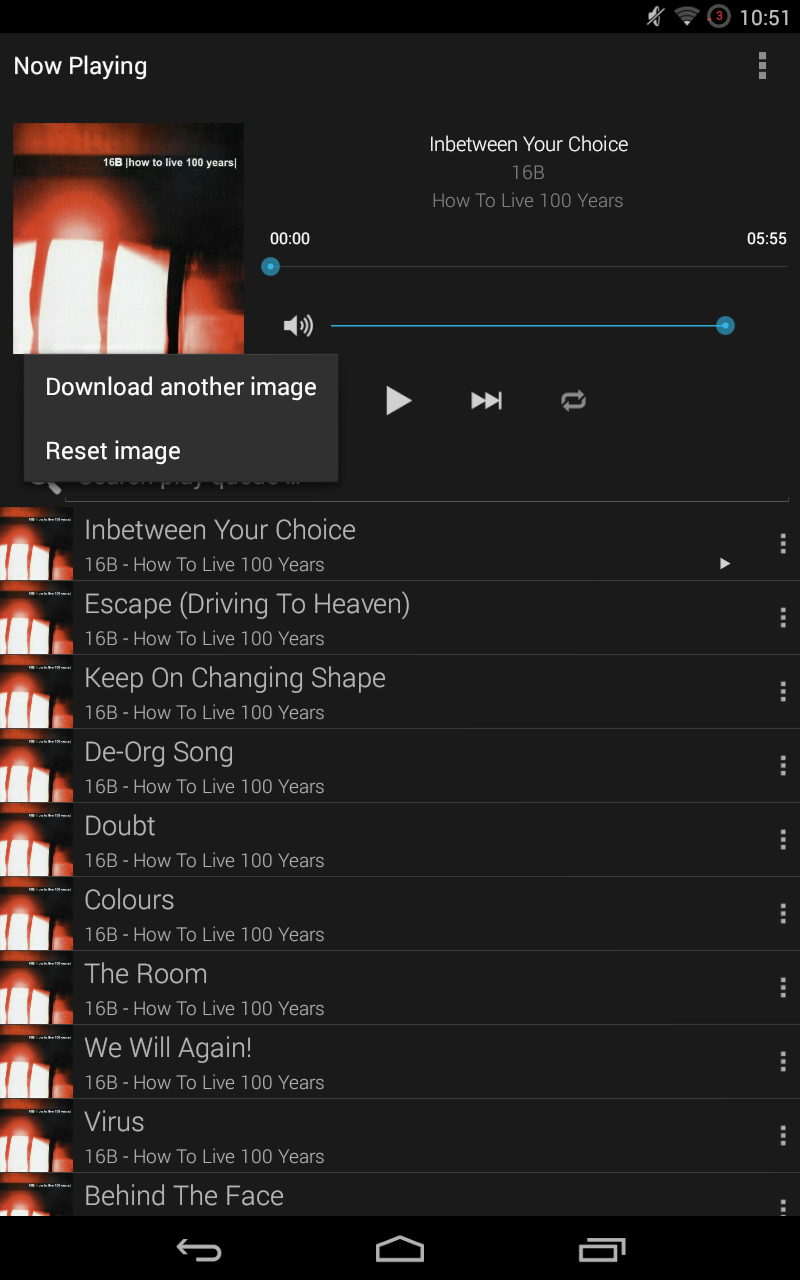 3 10:51
Now Playing
16B |how to live 100 years|
Inbetween Your Choice
16B
How To Live 100 Years
00:00 05:55
Download another image
Reset image
Search play queue ...
Inbetween Your Choice
16B - How To Live 100 Years
Escape (Driving To Heaven)
16B - How To Live 100 Years
Keep On Changing Shape
16B - How To Live 100 Years
De-Org Song
16B - How To Live 100 Years
Doubt
16B - How To Live 100 Years
Colours
16B - How To Live 100 Years
The Room
16B - How To Live 100 Years
We Will Again!
16B - How To Live 100 Years
Virus
16B - How To Live 100 Years
Behind The Face